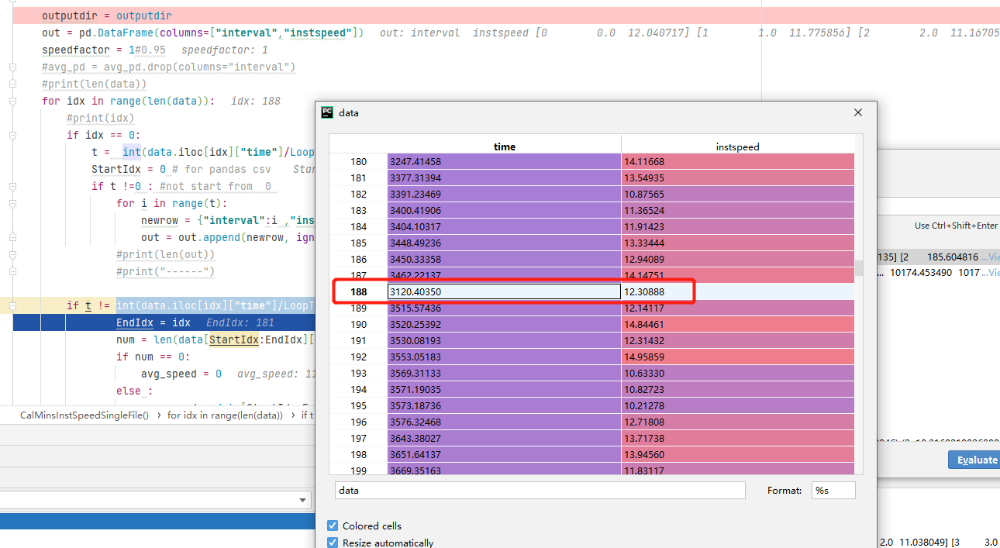 outputdir = outputdir
out = pd.DataFrame(columns=["interval","instspeed"])   out: interval  instspeed [0        0.0  12.040717] [1        1.0  11.775856] [2        2.0  11.16705
speedfactor = 1#0.95   speedfactor: 1
#avg_pd = avg_pd.drop(columns="interval")
#print(len(data))
for idx in range(len(data)):   idx: 188
#print(idx)
if idx == 0:
t =  int(data.iloc[idx]["time"]/Loop
StartIdx = 0 # for pandas csv   Star
if t !=0 : #not start from  0
for i in range(t):
newrow = {"interval":i ,"ins
out = out.append(newrow, ign
#print(len(out))
#print("------")
if t != int(data.iloc[idx]["time"]/LoopT
EndIdx = idx   EndIdx: 181
num = len(data[StartIdx:EndIdx][
if num == 0:
avg_speed = 0   avg_speed: 11
else :
CalMinsInstSpeedSingleFile() › for idx in range(len(data)) › if t
PC data
time instspeed
180 3247.41458 14.11668
181 3377.31394 13.54935
182 3391.23469 10.87565
183 3400.41906 11.36524
184 3404.10317 11.91423
185 3448.49236 13.33444
186 3450.33358 12.94089
187 3462.22137 14.14751
188 3120.40350 12.30888
189 3515.57436 12.14117
190 3520.25392 14.84461
191 3530.08193 12.31432
192 3553.05183 14.95859
193 3569.31133 10.63330
194 3571.19035 10.82723
195 3573.18736 10.21278
196 3576.32468 12.71808
197 3643.38027 13.71738
198 3651.64137 13.94560
199 3669.35163 11.83117
data
Format: %s
Colored cells
Resize automatically
Use Ctrl+Shift+Enter
0135] [2 185.604816 ...Vie
... 10174.453490 1017 ...Vie
Evaluate
2.0 11.038049] [3 3.0